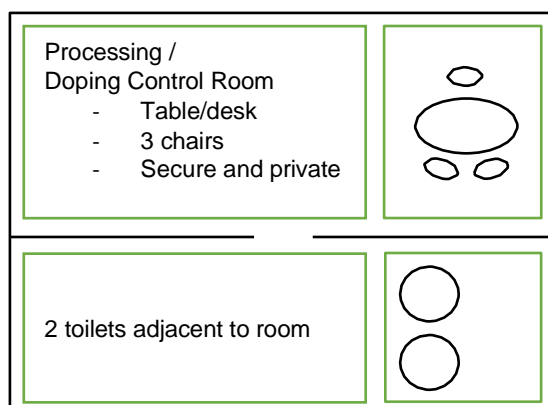 Processing /
Doping Control Room
- Table/desk
- 3 chairs
- Secure and private
2 toilets adjacent to room